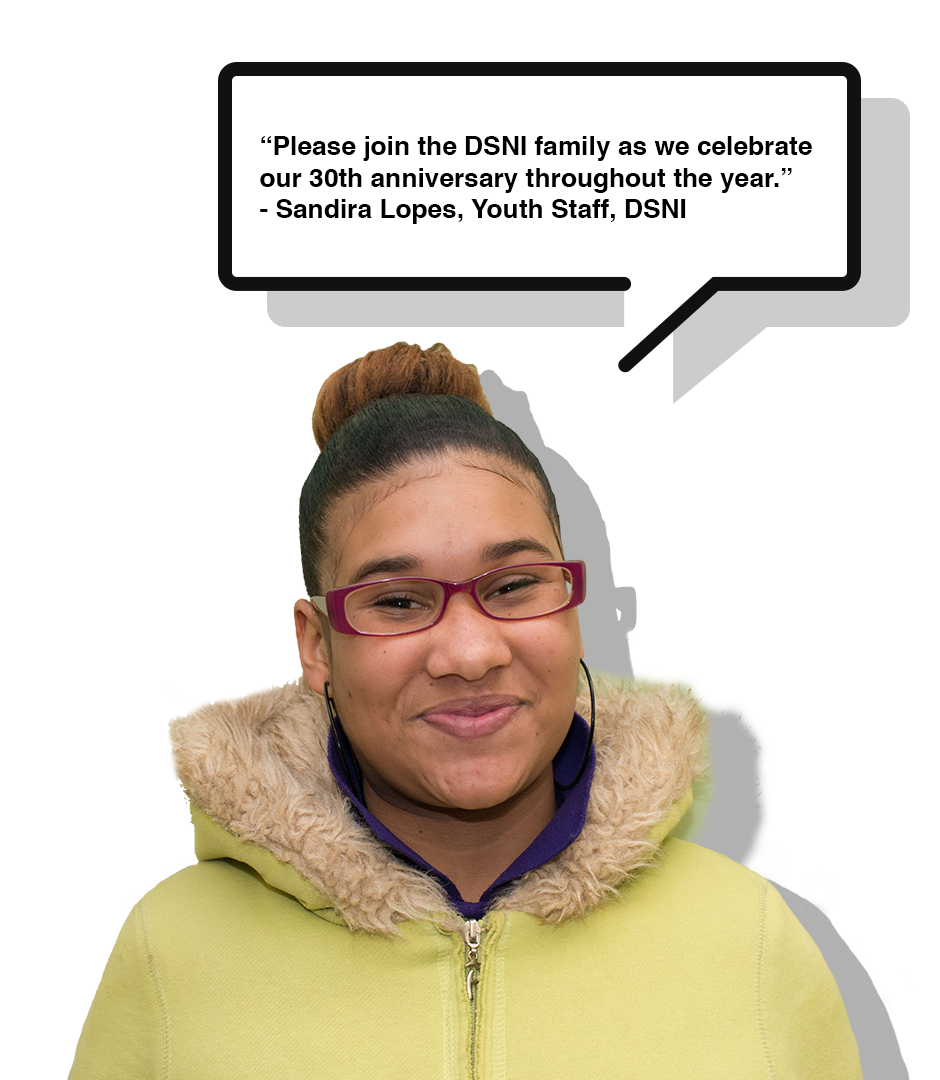 “Please join the DSNI family as we celebrate
our 30th anniversary throughout the year.”
- Sandira Lopes, Youth Staff, DSNI